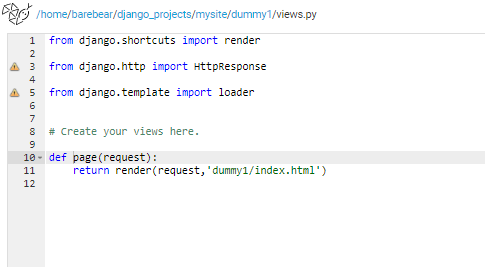 /home/barebear/django_projects/mysite/dummy1/views.py
1 from django.shortcuts import render
2
3 from django.http import HttpResponse
4
5 from django.template import loader
6
7
8 # Create your views here.
9
10 def page(request):
11     return render(request,'dummy1/index.html')
12